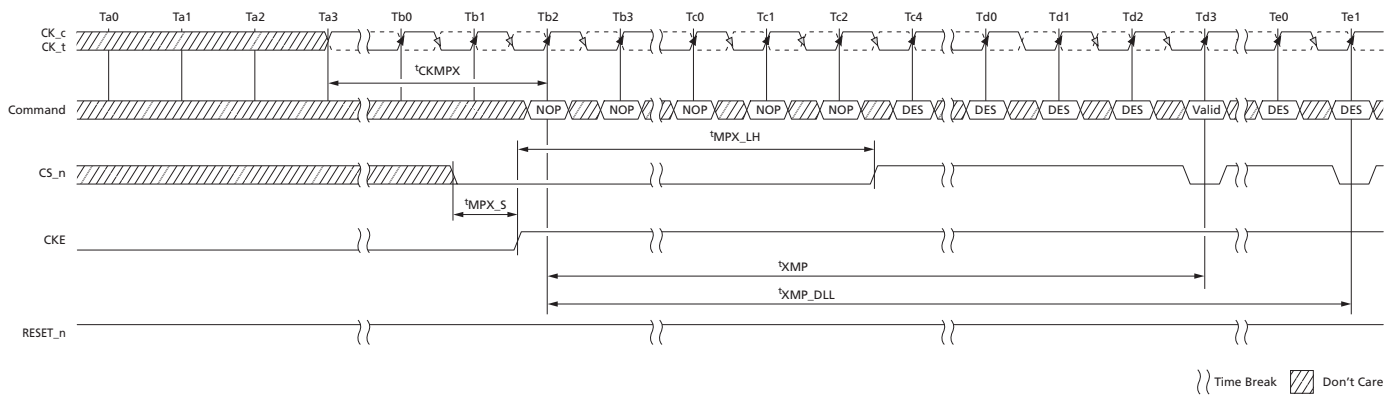 Ta0 Ta1 Ta2 Ta3 Tb0 Tb1 Tb2 Tb3 Tc0 Tc1 Tc2 Tc4 Td0 Td1 Td2 Td3 Te0 Te1
CK_c
CK_t
tCKMPX
Command NOP NOP NOP NOP NOP DES DES DES DES Valid DES DES
tMPX_LH
CS_n
tMPX_S
CKE
tXMP
tXMP_DLL
RESET_n
Time Break Don't Care